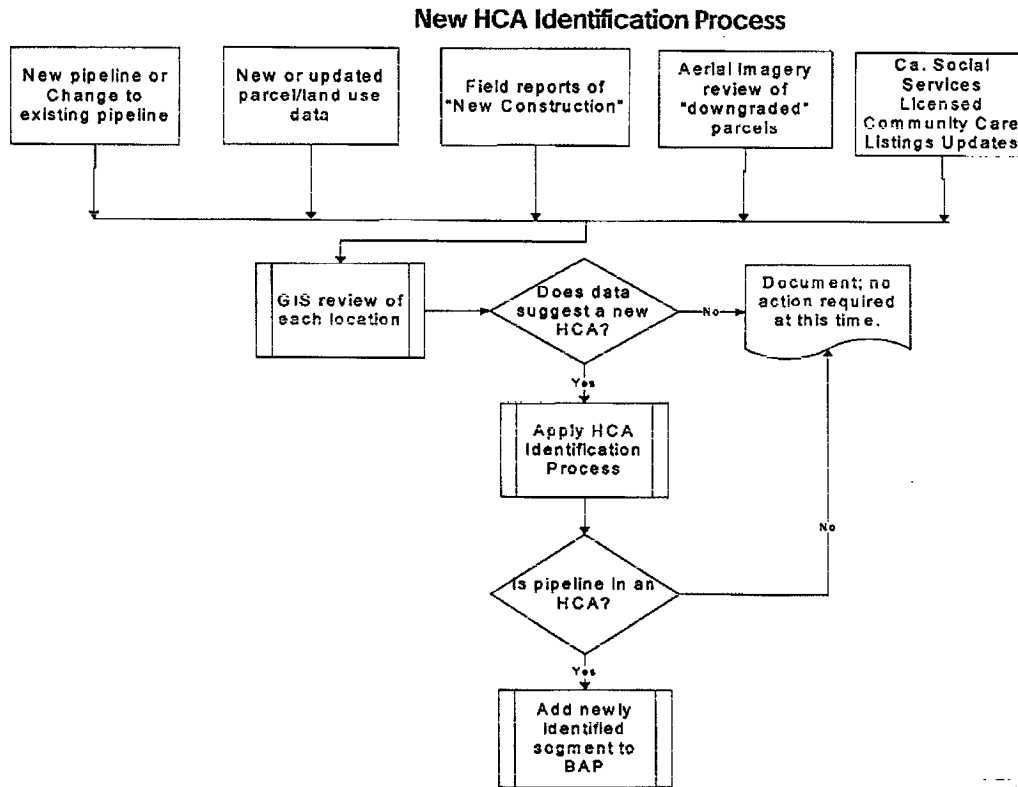 New HCA Identification Process
New pipeline or
Change to
existing pipeline
New or updated
parcel/land use
data
Field reports of
"New Construction"
Aerial Imagery
review of
"downgraded"
parcels
Ca. Social
Services
Licensed
Community Care
Listings Updates
GIS review of
each location
Does data
suggest a new
HCA?
No
Document; no
action required
at this time.
Yes
Apply HCA
Identification
Process
No
Is pipeline in an
HCA?
Yes
Add newly
identified
segment to
BAP